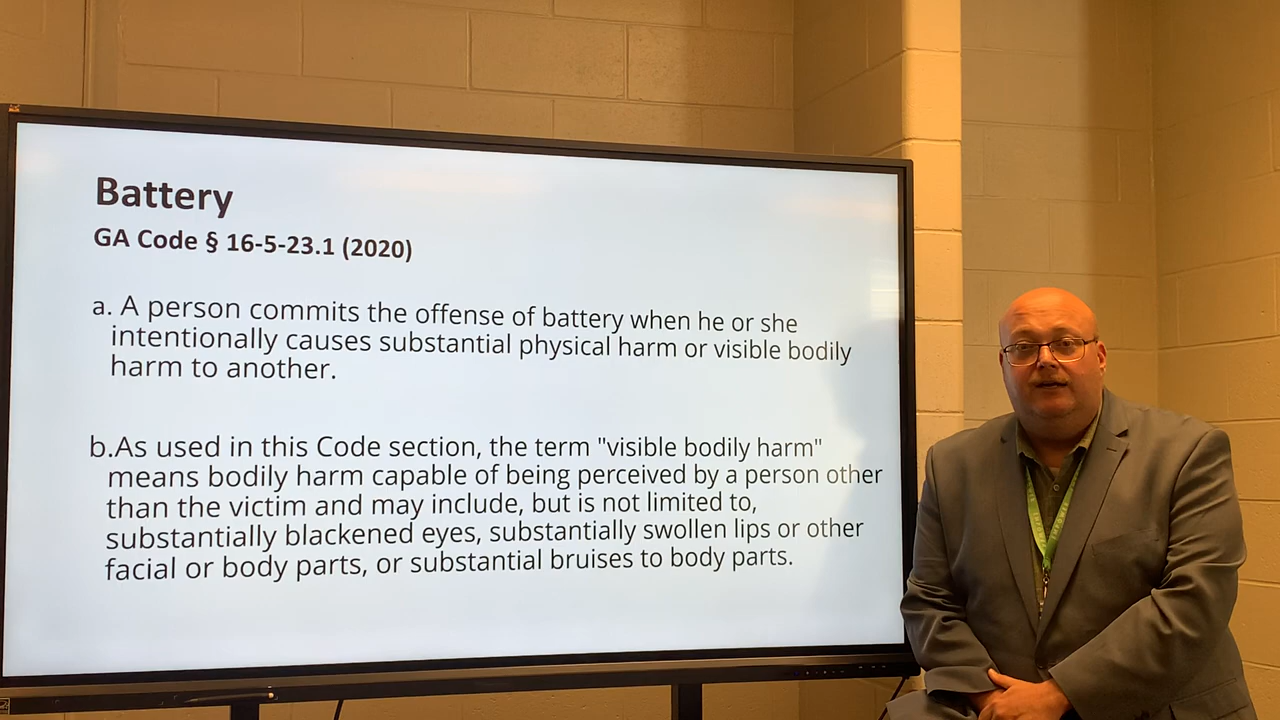 Battery
GA Code § 16-5-23.1 (2020)
a. A person commits the offense of battery when he or she
intentionally causes substantial physical harm or visible bodily
harm to another.
b.As used in this Code section, the term "visible bodily harm"
means bodily harm capable of being perceived by a person other
than the victim and may include, but is not limited to,
substantially blackened eyes, substantially swollen lips or other
facial or body parts, or substantial bruises to body parts.